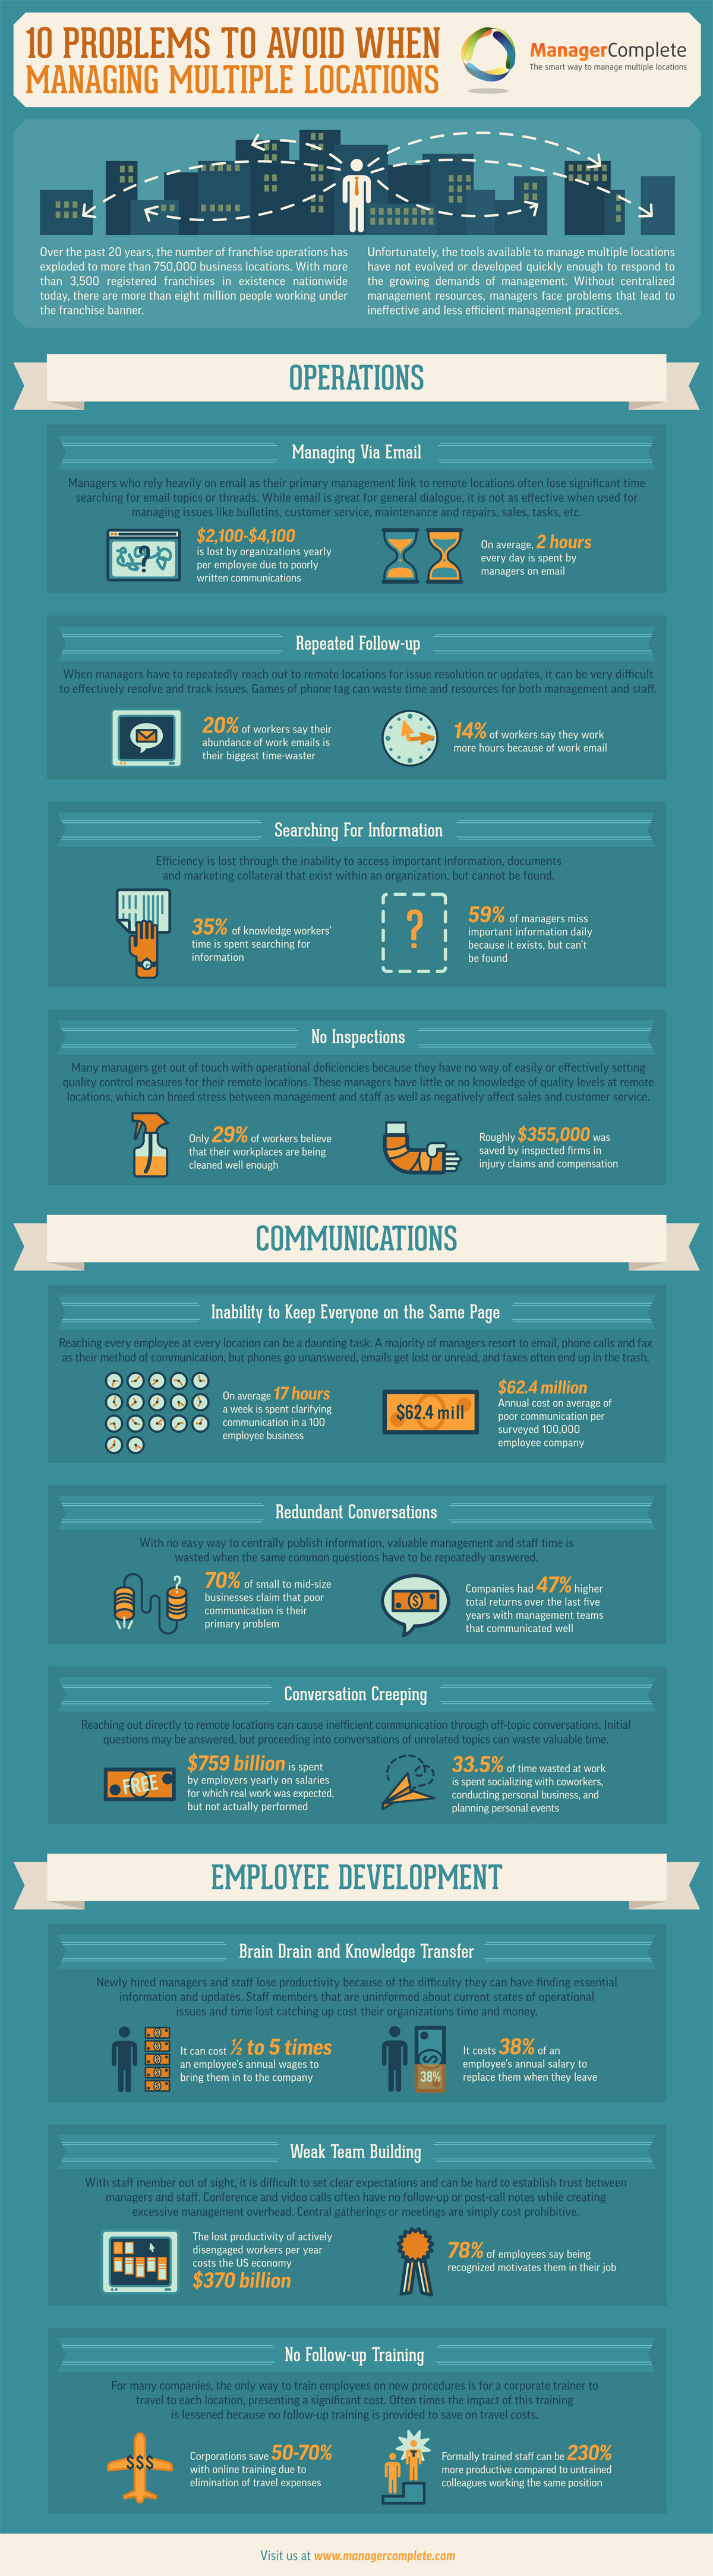 10 PROBLEMS TO AVOID WHEN
MANAGING MULTIPLE LOCATIONS
ManagerComplete
The smart way to manage multiple locations
Over the past 20 years, the number of franchise operations has
exploded to more than 750,000 business locations. With more
than 3,500 registered franchises in existence nationwide
today, there are more than eight million people working under
the franchise banner.
Unfortunately, the tools available to manage multiple locations
have not evolved or developed quickly enough to respond to
the growing demands of management. Without centralized
management resources, managers face problems that lead to
ineffective and less efficient management practices.
OPERATIONS
Managing Via Email
Managers who rely heavily on email as their primary management link to remote locations often lose significant time
searching for email topics or threads. While email is great for general dialogue, it is not as effective when used for
managing issues like bulletins, customer service, maintenance and repairs, sales, tasks, etc.
?
$2,100-$4,100
is lost by organizations yearly
per employee due to poorly
written communications
On average, 2 hours
every day is spent by
managers on email
Repeated Follow-up
When managers have to repeatedly reach out to remote locations for issue resolution or updates, it can be very difficult
to effectively resolve and track issues. Games of phone tag can waste time and resources for both management and staff.
20% of workers say their
abundance of work emails is
their biggest time-waster
14% of workers say they work
more hours because of work email
Searching For Information
Efficiency is lost through the inability to access important information, documents
and marketing collateral that exist within an organization, but cannot be found.
35% of knowledge workers'
time is spent searching for
information
?
59% of managers miss
important information daily
because it exists, but can't
be found
No Inspections
Many managers get out of touch with operational deficiencies because they have no way of easily or effectively setting
quality control measures for their remote locations. These managers have little or no knowledge of quality levels at remote
locations, which can breed stress between management and staff as well as negatively affect sales and customer service.
Only 29% of workers believe
that their workplaces are being
cleaned well enough
Roughly $355,000 was
saved by inspected firms in
injury claims and compensation
COMMUNICATIONS
Inability to Keep Everyone on the Same Page
Reaching every employee at every location can be a daunting task. A majority of managers resort to email, phone calls and fax
as their method of communication, but phones go unanswered, emails get lost or unread, and faxes often end up in the trash.
On average 17 hours
a week is spent clarifying
communication in a 100
employee business
$62.4 mill
$62.4 million
Annual cost on average of
poor communication per
surveyed 100,000
employee company
Redundant Conversations
With no easy way to centrally publish information, valuable management and staff time is
wasted when the same common questions have to be repeatedly answered.
?
70% of small to mid-size
businesses claim that poor
communication is their
primary problem
$
Companies had 47% higher
total returns over the last five
years with management teams
that communicated well
Conversation Creeping
Reaching out directly to remote locations can cause inefficient communication through off-topic conversations. Initial
questions may be answered, but proceeding into conversations of unrelated topics can waste valuable time.
FREE
$759 billion is spent
by employers yearly on salaries
for which real work was expected,
but not actually performed
33.5% of time wasted at work
is spent socializing with coworkers,
conducting personal business, and
planning personal events
EMPLOYEE DEVELOPMENT
Brain Drain and Knowledge Transfer
Newly hired managers and staff lose productivity because of the difficulty they can have finding essential
information and updates. Staff members that are uninformed about current states of operational
issues and time lost catching up cost their organizations time and money.
$
$
$
$
$
It can cost ½ to 5 times
an employee's annual wages to
bring them in to the company
$
38%
It costs 38% of an
employee's annual salary to
replace them when they leave
Weak Team Building
With staff member out of sight, it is difficult to set clear expectations and can be hard to establish trust between
managers and staff. Conference and video calls often have no follow-up or post-call notes while creating
excessive management overhead. Central gatherings or meetings are simply cost prohibitive.
The lost productivity of actively
disengaged workers per year
costs the US economy
$370 billion
78% of employees say being
recognized motivates them in their job
No Follow-up Training
For many companies, the only way to train employees on new procedures is for a corporate trainer to
travel to each location, presenting a significant cost. Often times the impact of this training
is lessened because no follow-up training is provided to save on travel costs.
$$$
Corporations save 50-70%
with online training due to
elimination of travel expenses
T
Formally trained staff can be 230%
more productive compared to untrained
colleagues working the same position
Visit us at www.managercomplete.com